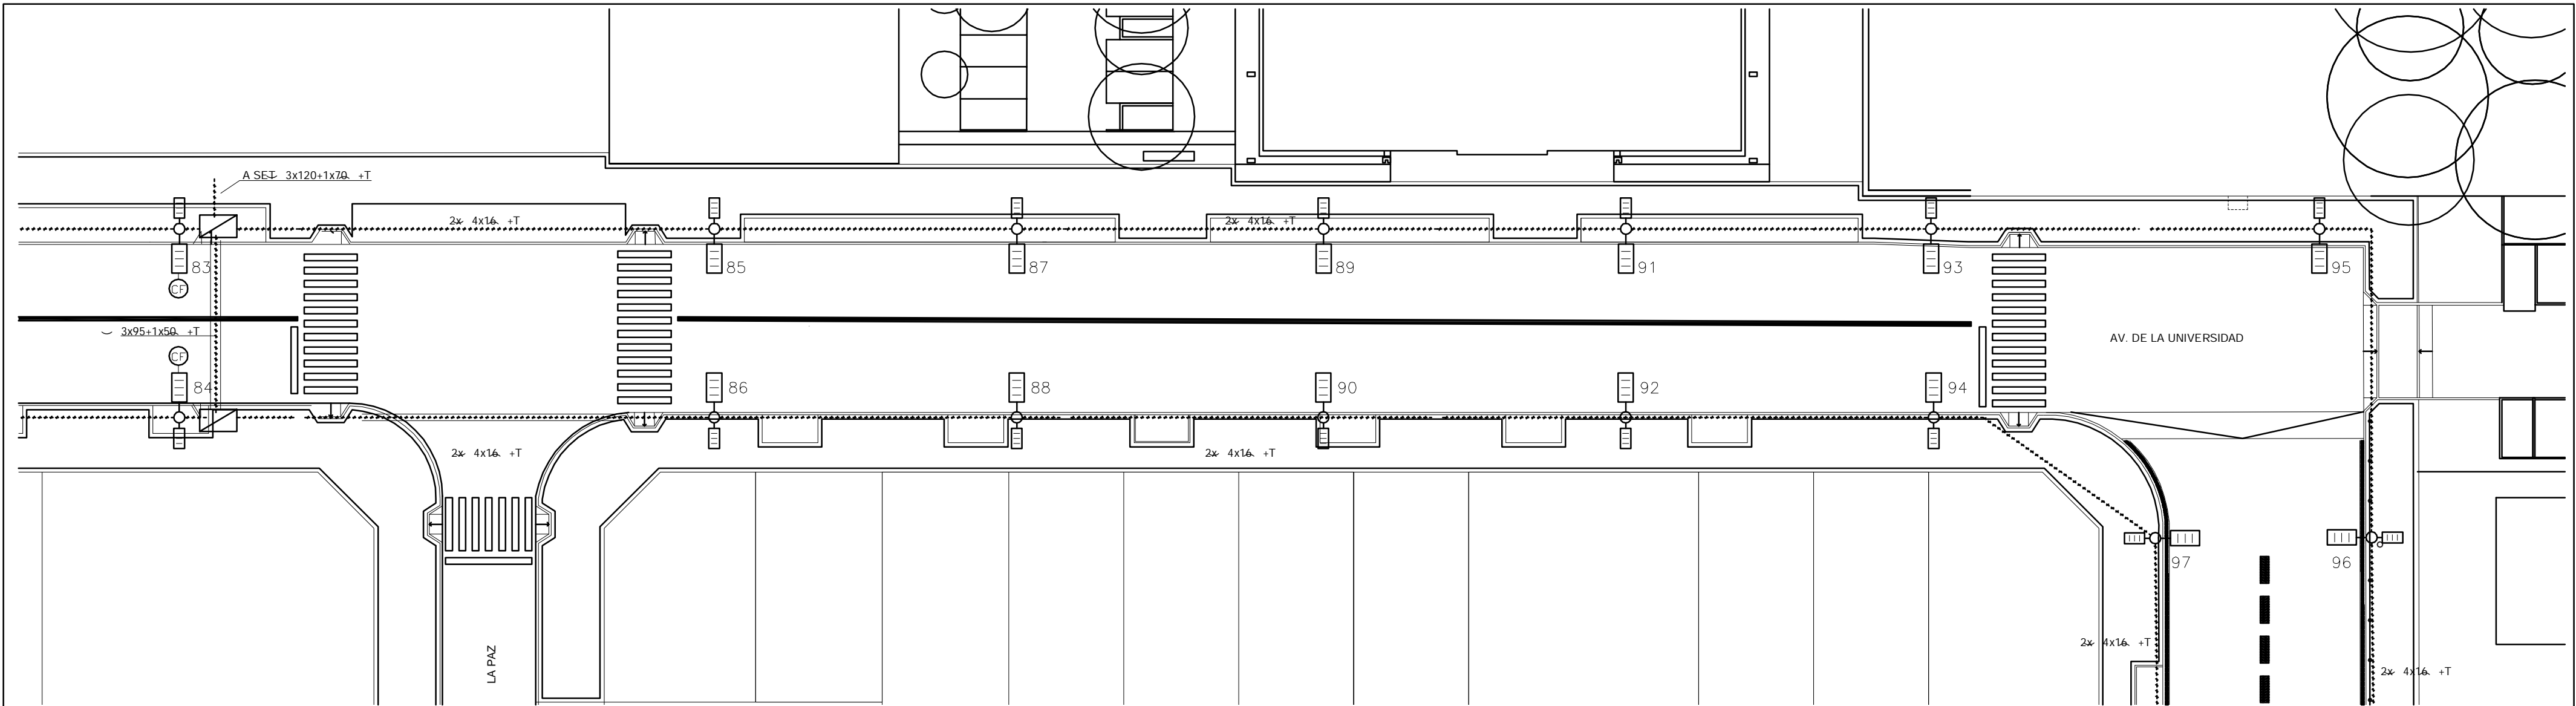 A SET 3x120+1x70 +T
2x 4x16 +T
2x 4x16 +T
83
85
87
89
91
93
95
CF
3x95+1x50 +T
AV. DE LA UNIVERSIDAD
CF
84
86
88
90
92
94
2x 4x16 +T
2x 4x16 +T
97
96
LA PAZ
2x 4x16 +T
2x 4x16 +T